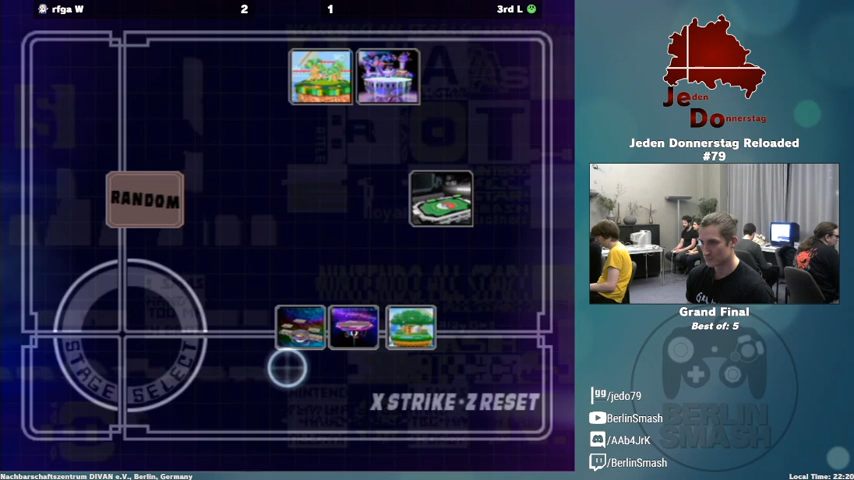 rfga W
2
1
3rd L
RANDOM
STAGE SELECT
X STRIKE · Z RESET
Jeden
Donnerstag
Jeden Donnerstag Reloaded
#79
Grand Final
Best of: 5
gg/jedo79
BerlinSmash
/AAb4JrK
/BerlinSmash
BERLIN
SMASH
Nachbarschaftszentrum DIVAN e.V., Berlin, Germany
Local Time: 22:20